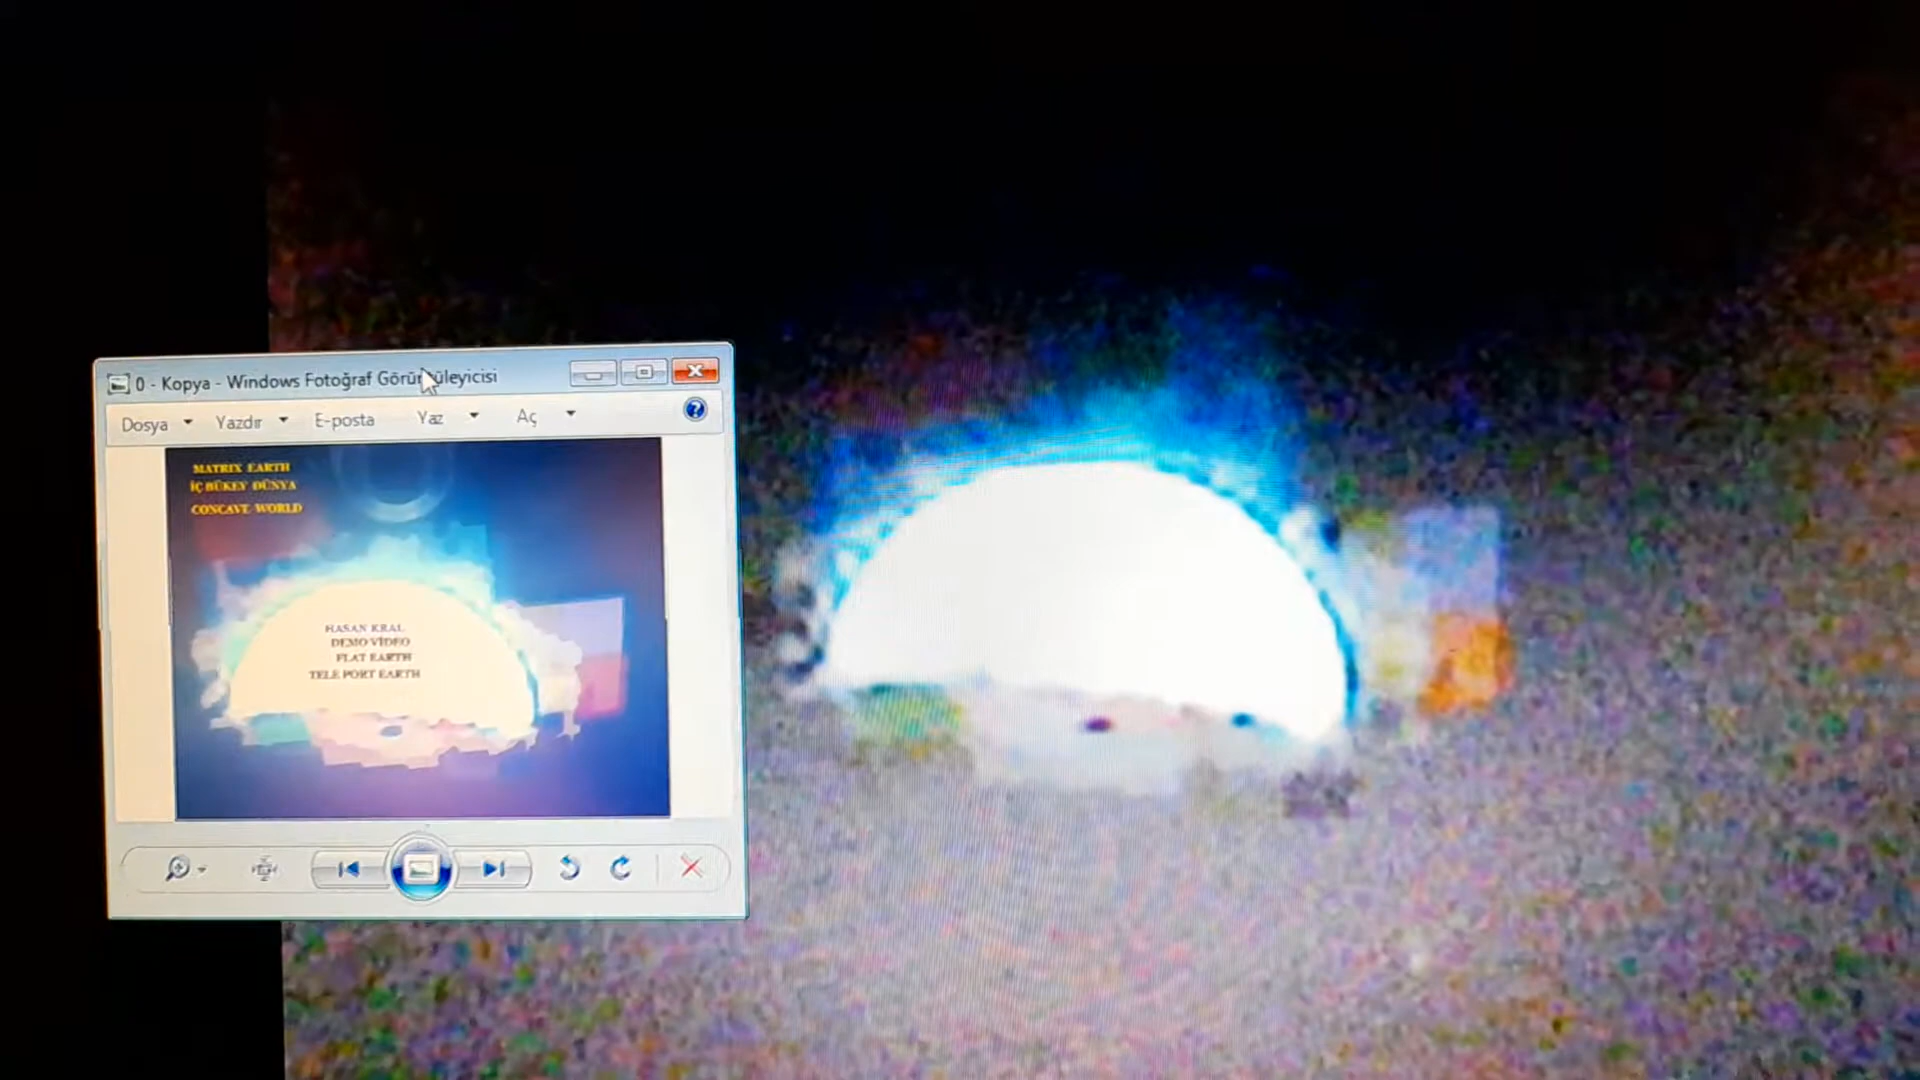 0 - Kopya - Windows Fotoğraf Görüntüleyicisi
Dosya Yazdır E-posta Yaz Aç
MATRIX EARTH
İÇ BÜKEY DÜNYA
CONCAVE WORLD
HASAN KRAL
DEMO VİDEO
FLAT EARTH
TELE PORT EARTH